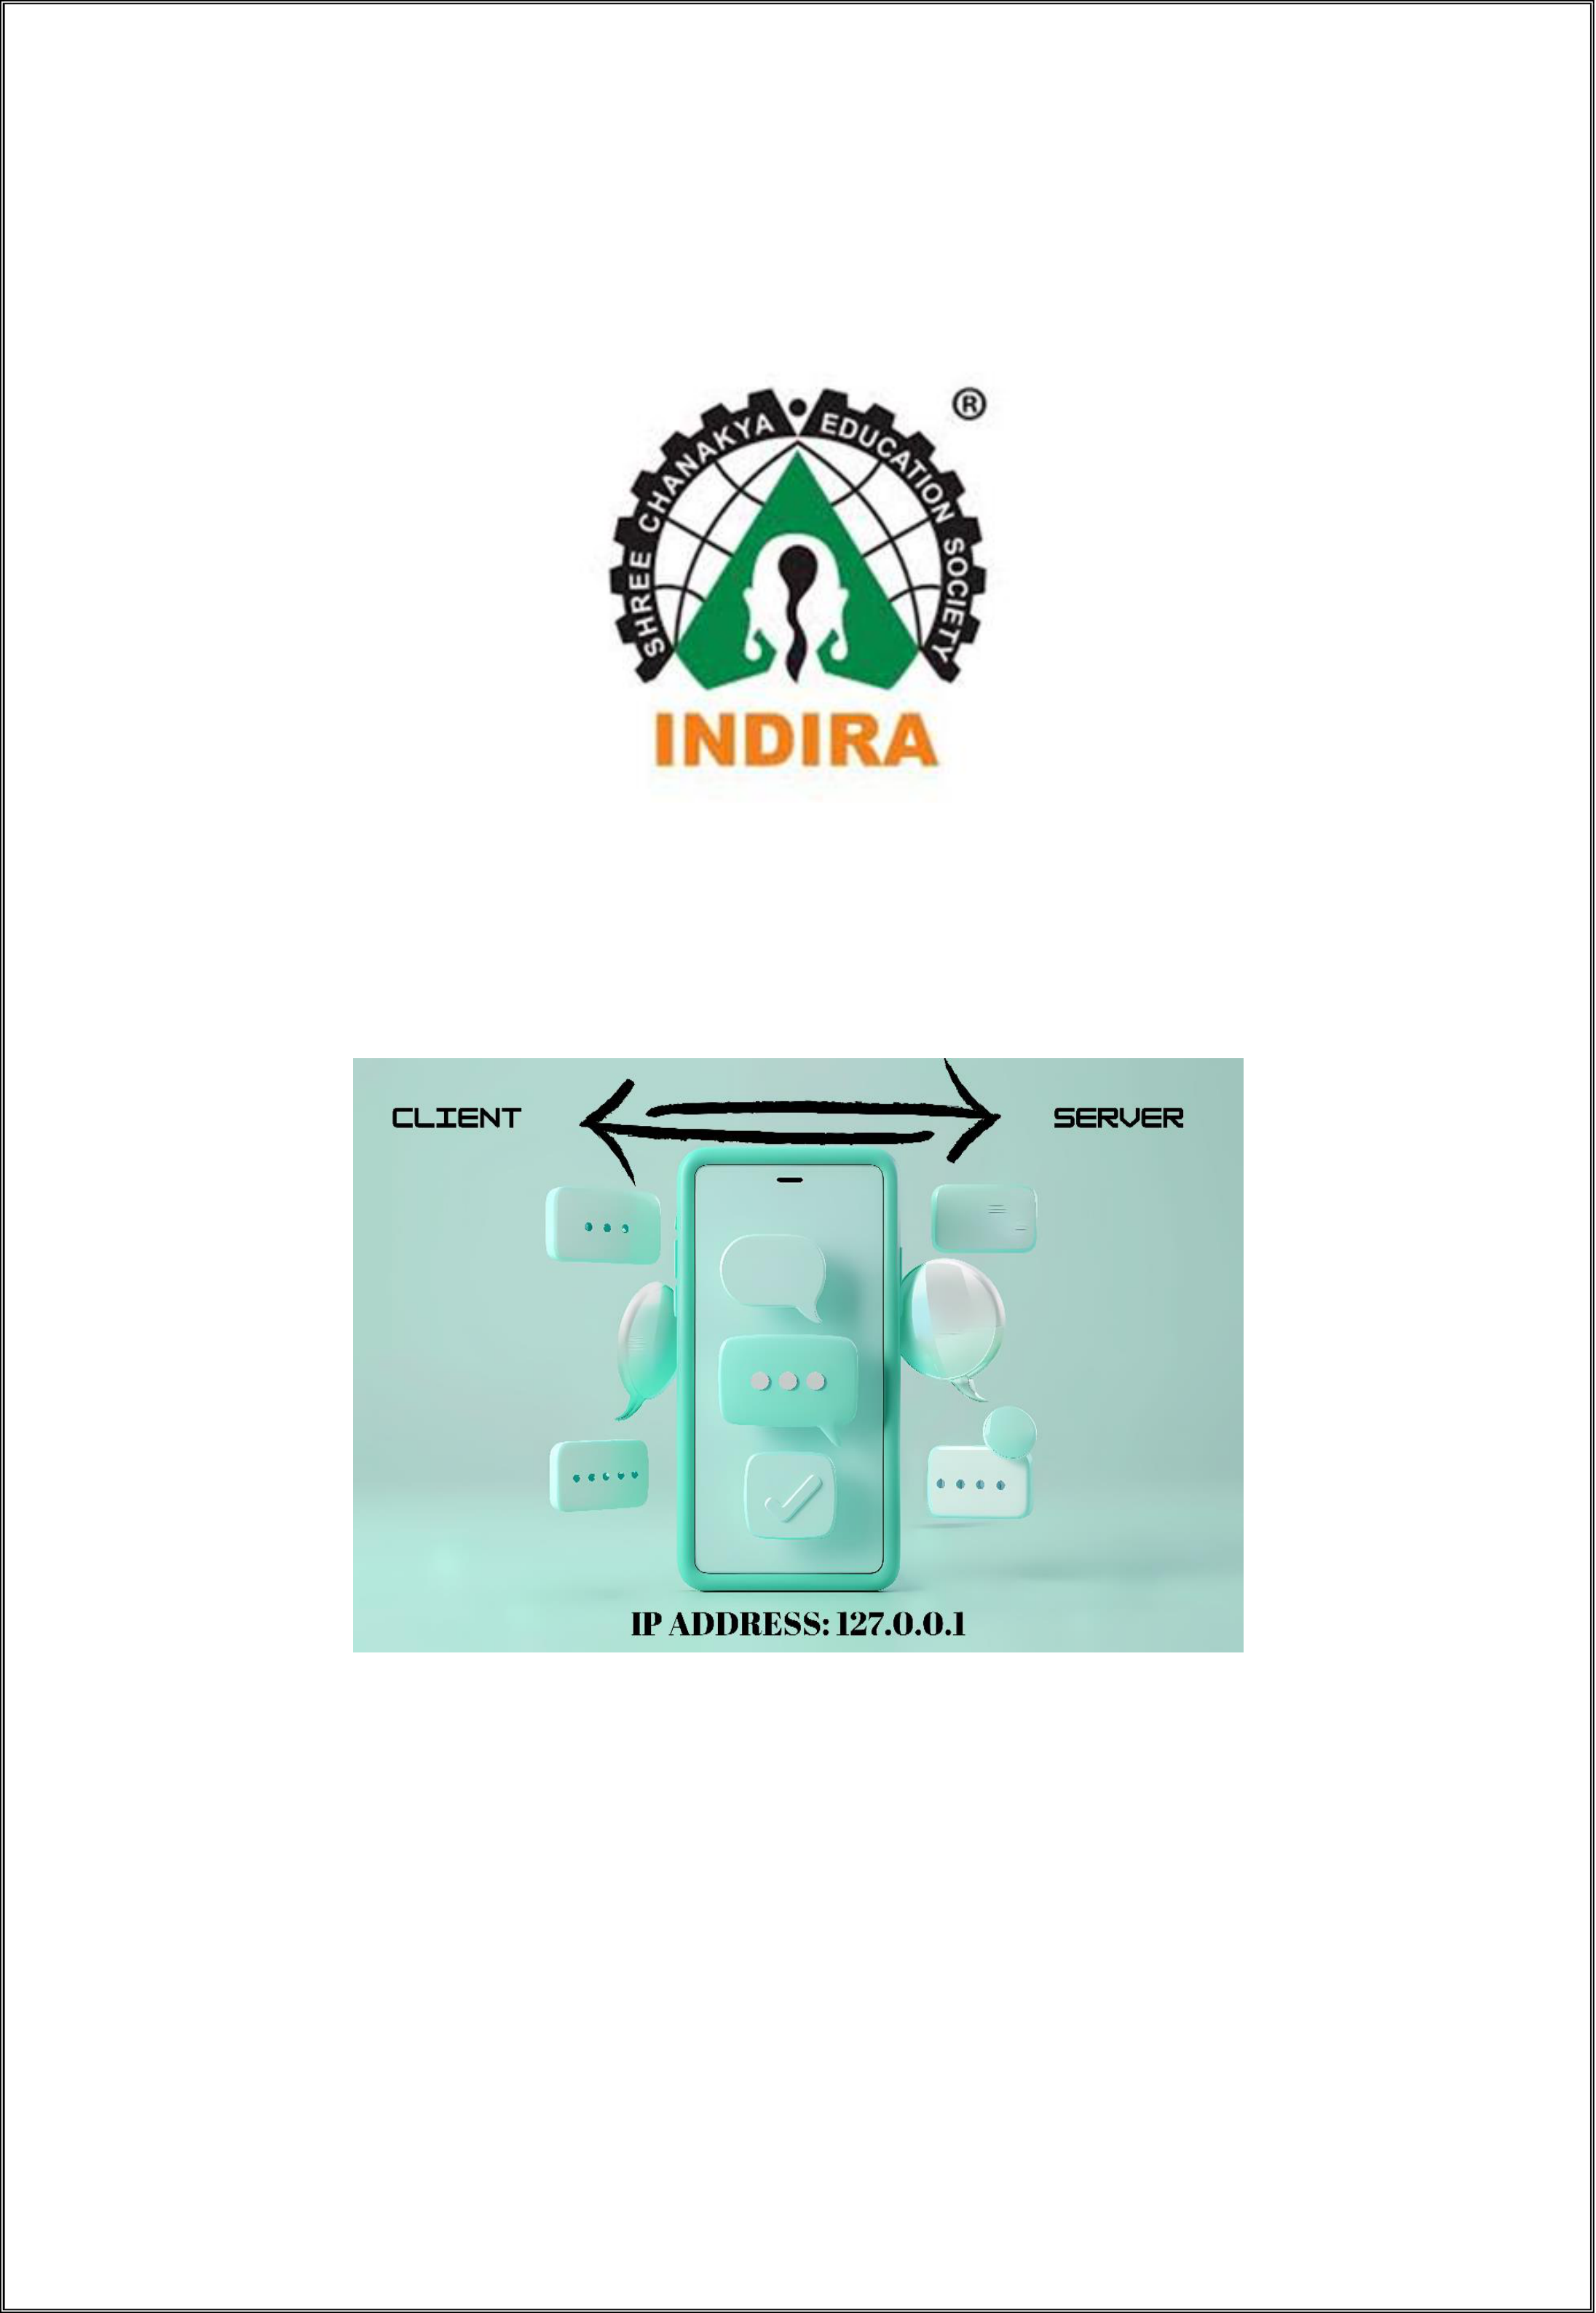 SHREE CHANAKYA EDUCATION SOCIETY
®
INDIRA
CLIENT
SERVER
IP ADDRESS: 127.0.0.1